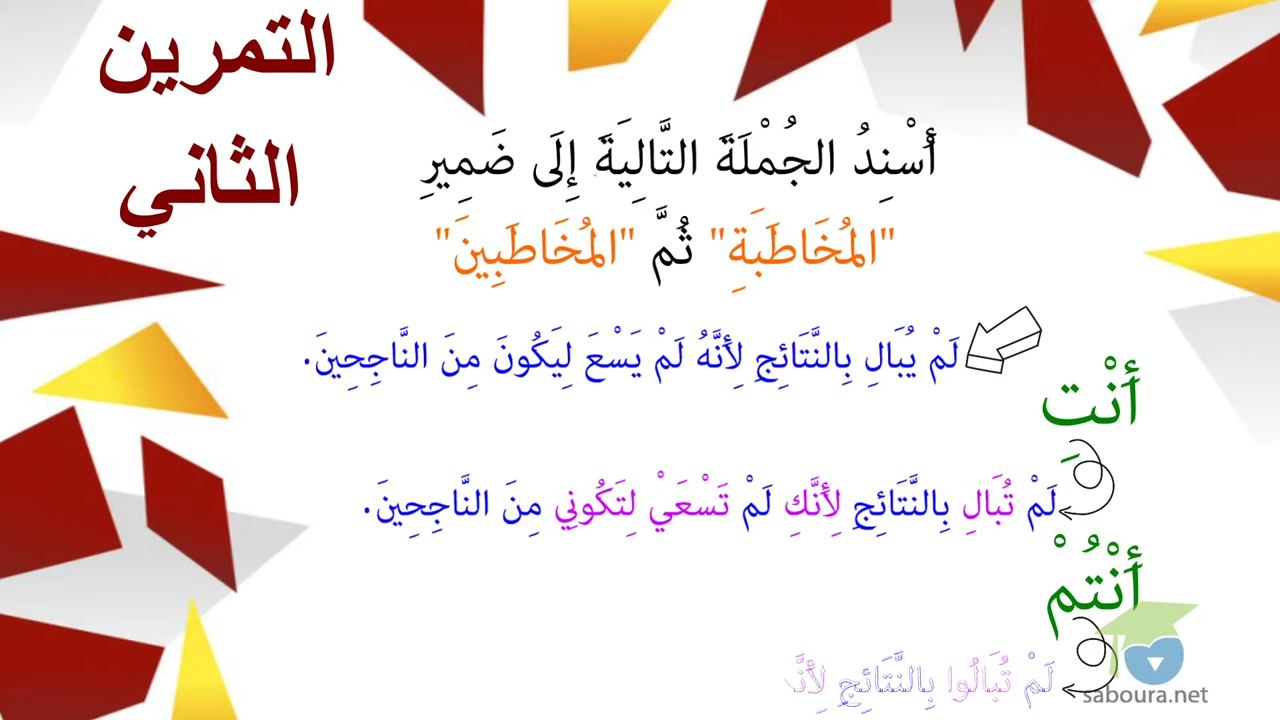 التمرين
الثاني
أُسْنِدُ الجُمْلَةَ التَّالِيَةَ إِلَى ضَمِيرِ
"المُخَاطَبَةِ" ثُمَّ "المُخَاطَبِينَ"
لَمْ يُبَالِ بِالنَّتَائِجِ لِأَنَّهُ لَمْ يَسْعَ لِيَكُونَ مِنَ النَّاجِحِينَ.
أَنْتِ
لَمْ تُبَالِ بِالنَّتَائِجِ لِأَنَّكِ لَمْ تَسْعَيْ لِتَكُونِي مِنَ النَّاجِحِينَ.
أَنْتُمْ
لَمْ تُبَالُوا بِالنَّتَائِجِ
saboura.net